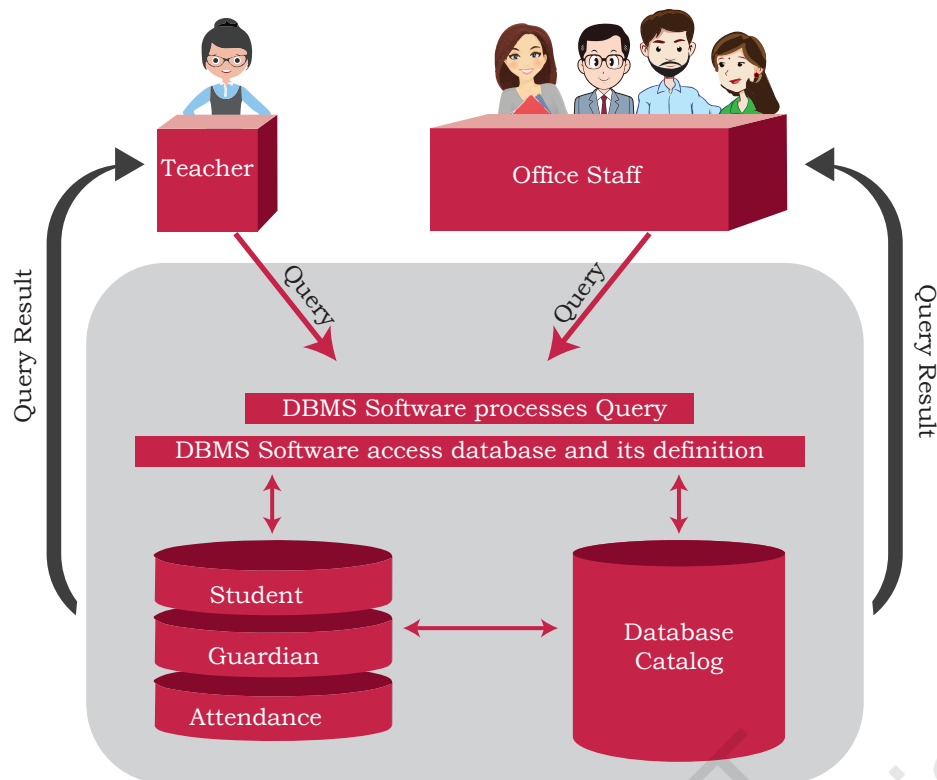 Teacher
Office Staff
Query
Query
Query Result
Query Result
DBMS Software processes Query
DBMS Software access database and its definition
Student
Guardian
Attendance
Database
Catalog